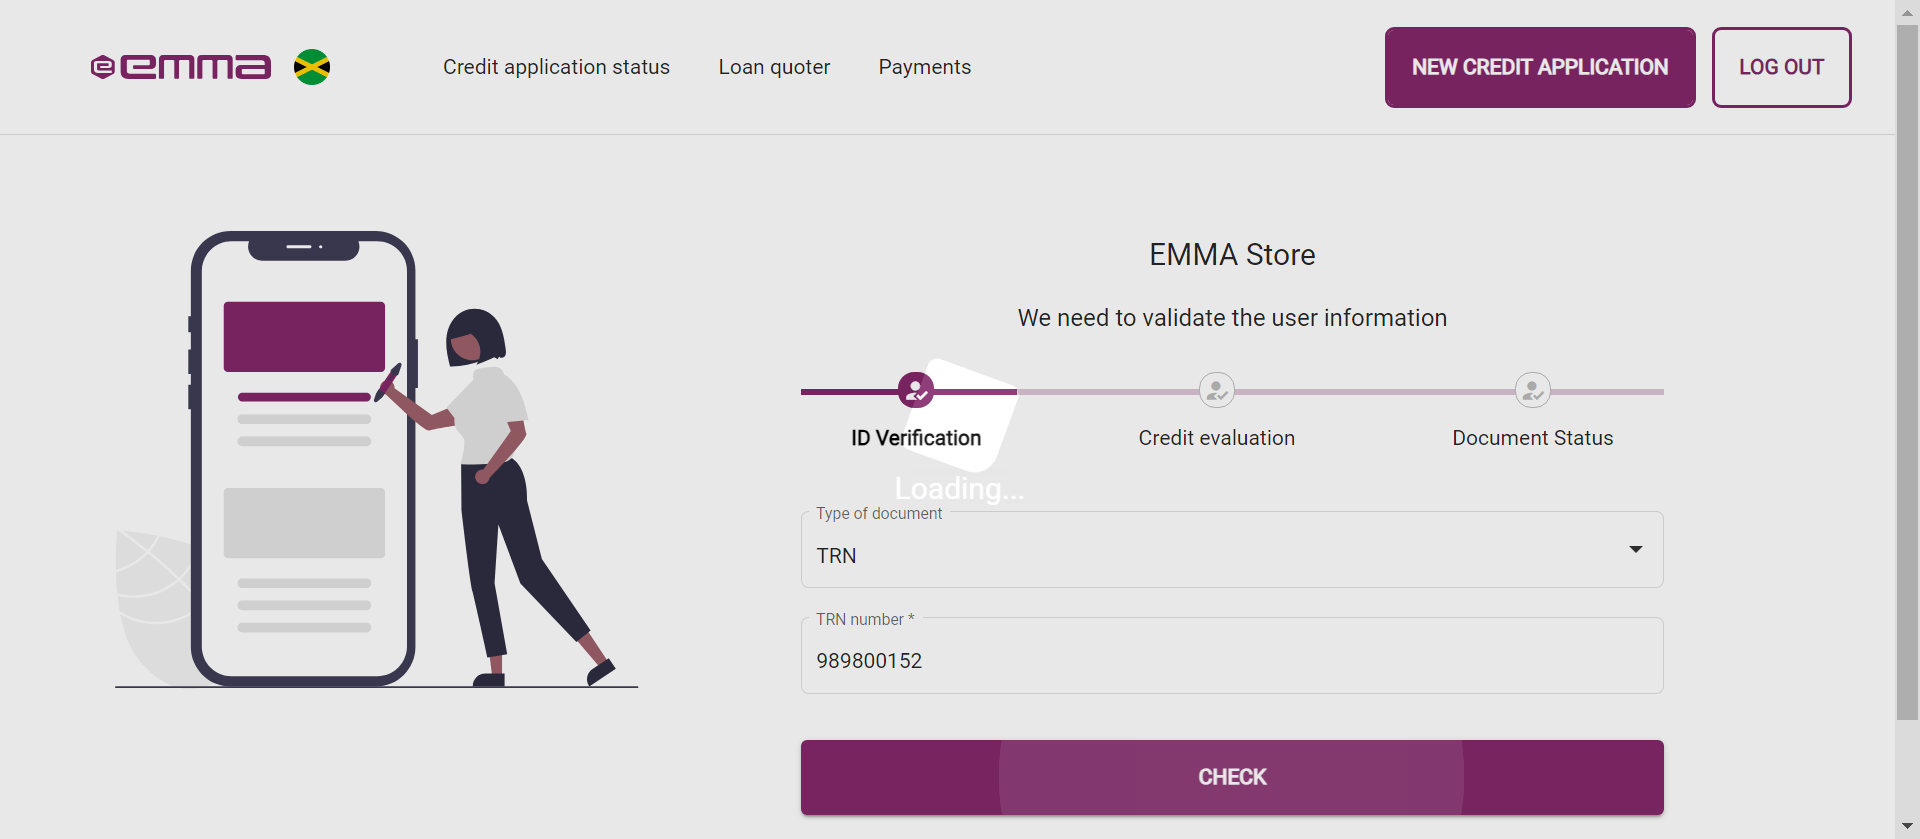 emma
Credit application status
Loan quoter
Payments
NEW CREDIT APPLICATION
LOG OUT
EMMA Store
We need to validate the user information
ID Verification
Credit evaluation
Document Status
Loading...
Type of document
TRN
TRN number *
989800152
CHECK